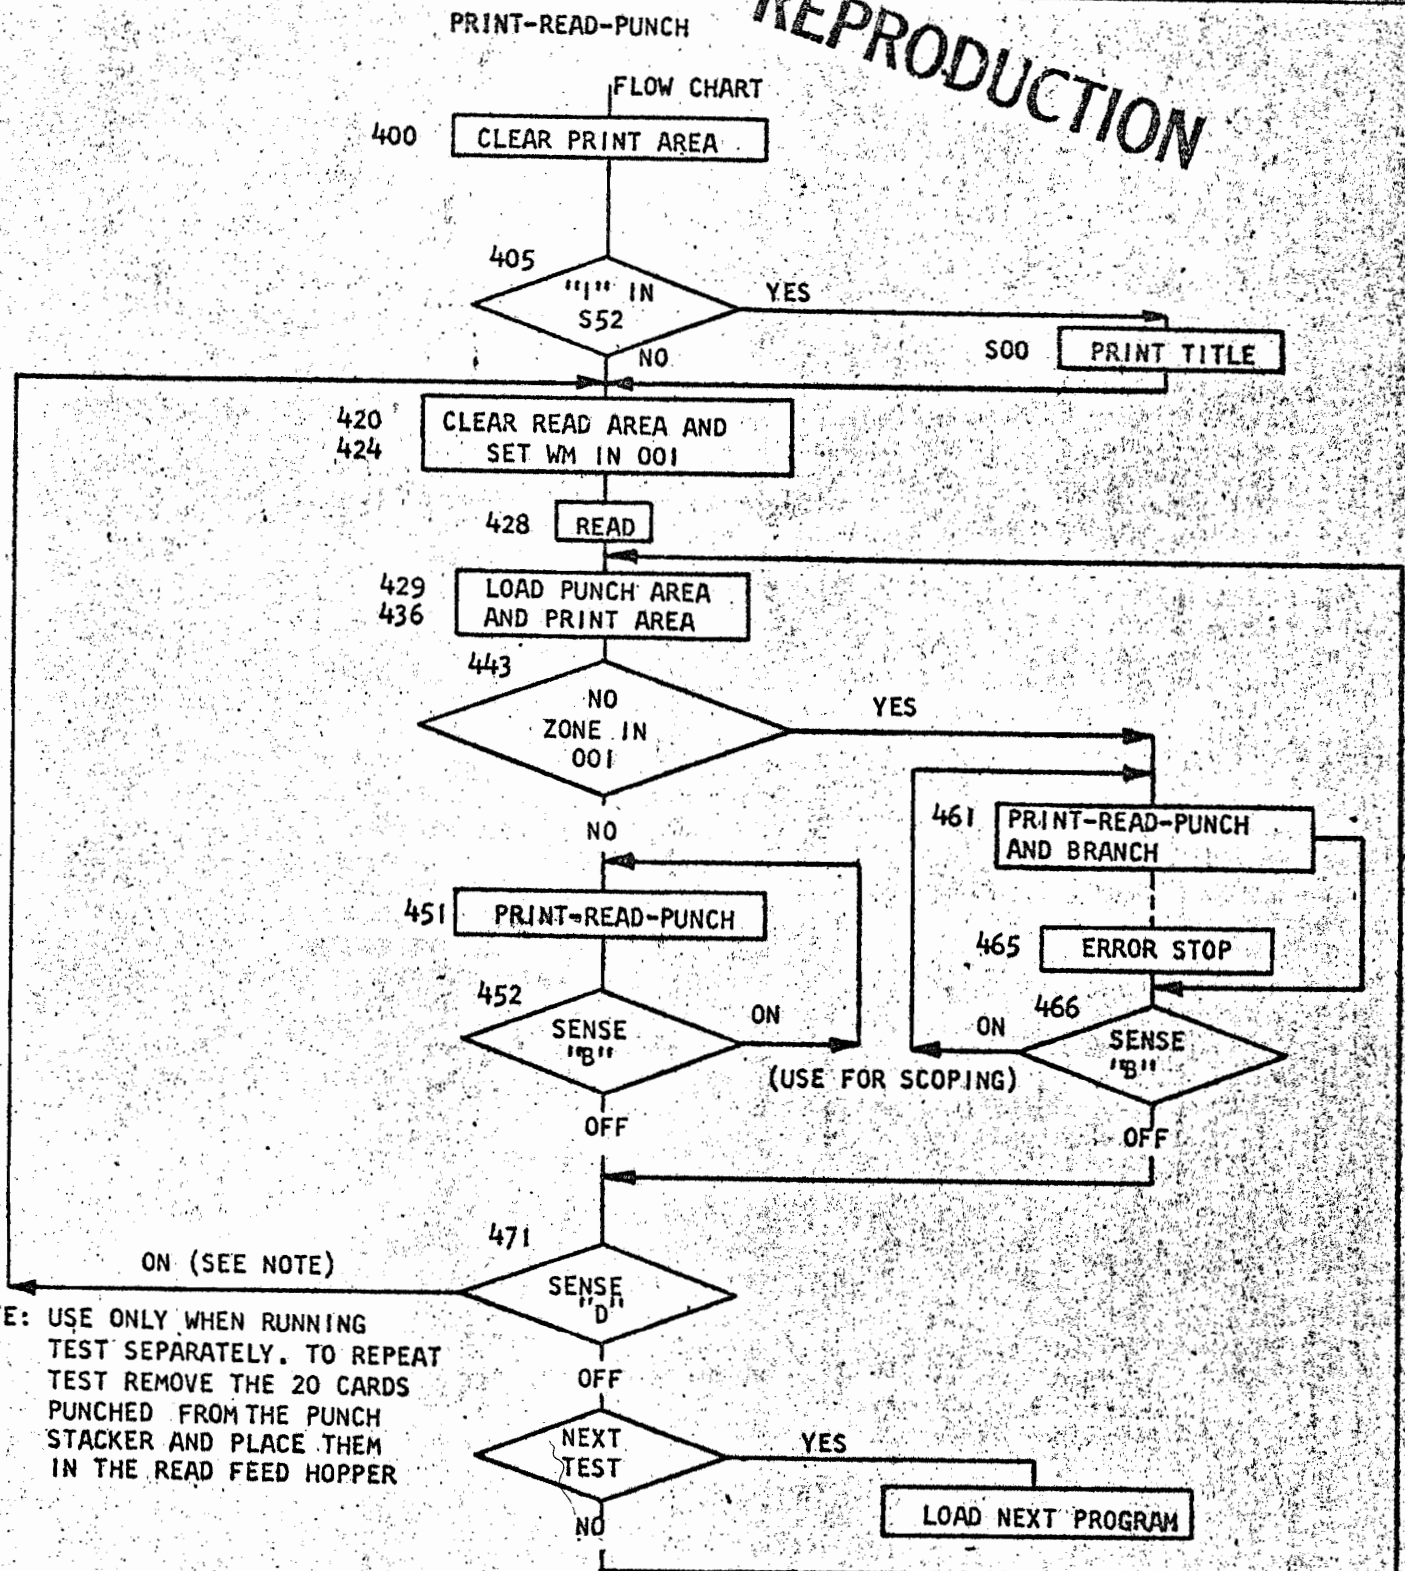 REPRODUCTION
PRINT-READ-PUNCH
FLOW CHART
400
CLEAR PRINT AREA
405
"1" IN
S52
YES
NO
S00
PRINT TITLE
420
424
CLEAR READ AREA AND
SET WM IN 001
428
READ
429
436
LOAD PUNCH AREA
AND PRINT AREA
443
NO
ZONE IN
001
YES
NO
461
PRINT-READ-PUNCH
AND BRANCH
451
PRINT-READ-PUNCH
465
ERROR STOP
452
SENSE
"B"
ON
466
SENSE
"B"
ON
(USE FOR SCOPING)
OFF
OFF
471
SENSE
"D"
ON (SEE NOTE)
E: USE ONLY WHEN RUNNING
TEST SEPARATELY. TO REPEAT
TEST REMOVE THE 20 CARDS
PUNCHED FROM THE PUNCH
STACKER AND PLACE THEM
IN THE READ FEED HOPPER
OFF
NEXT
TEST
YES
LOAD NEXT PROGRAM
NO